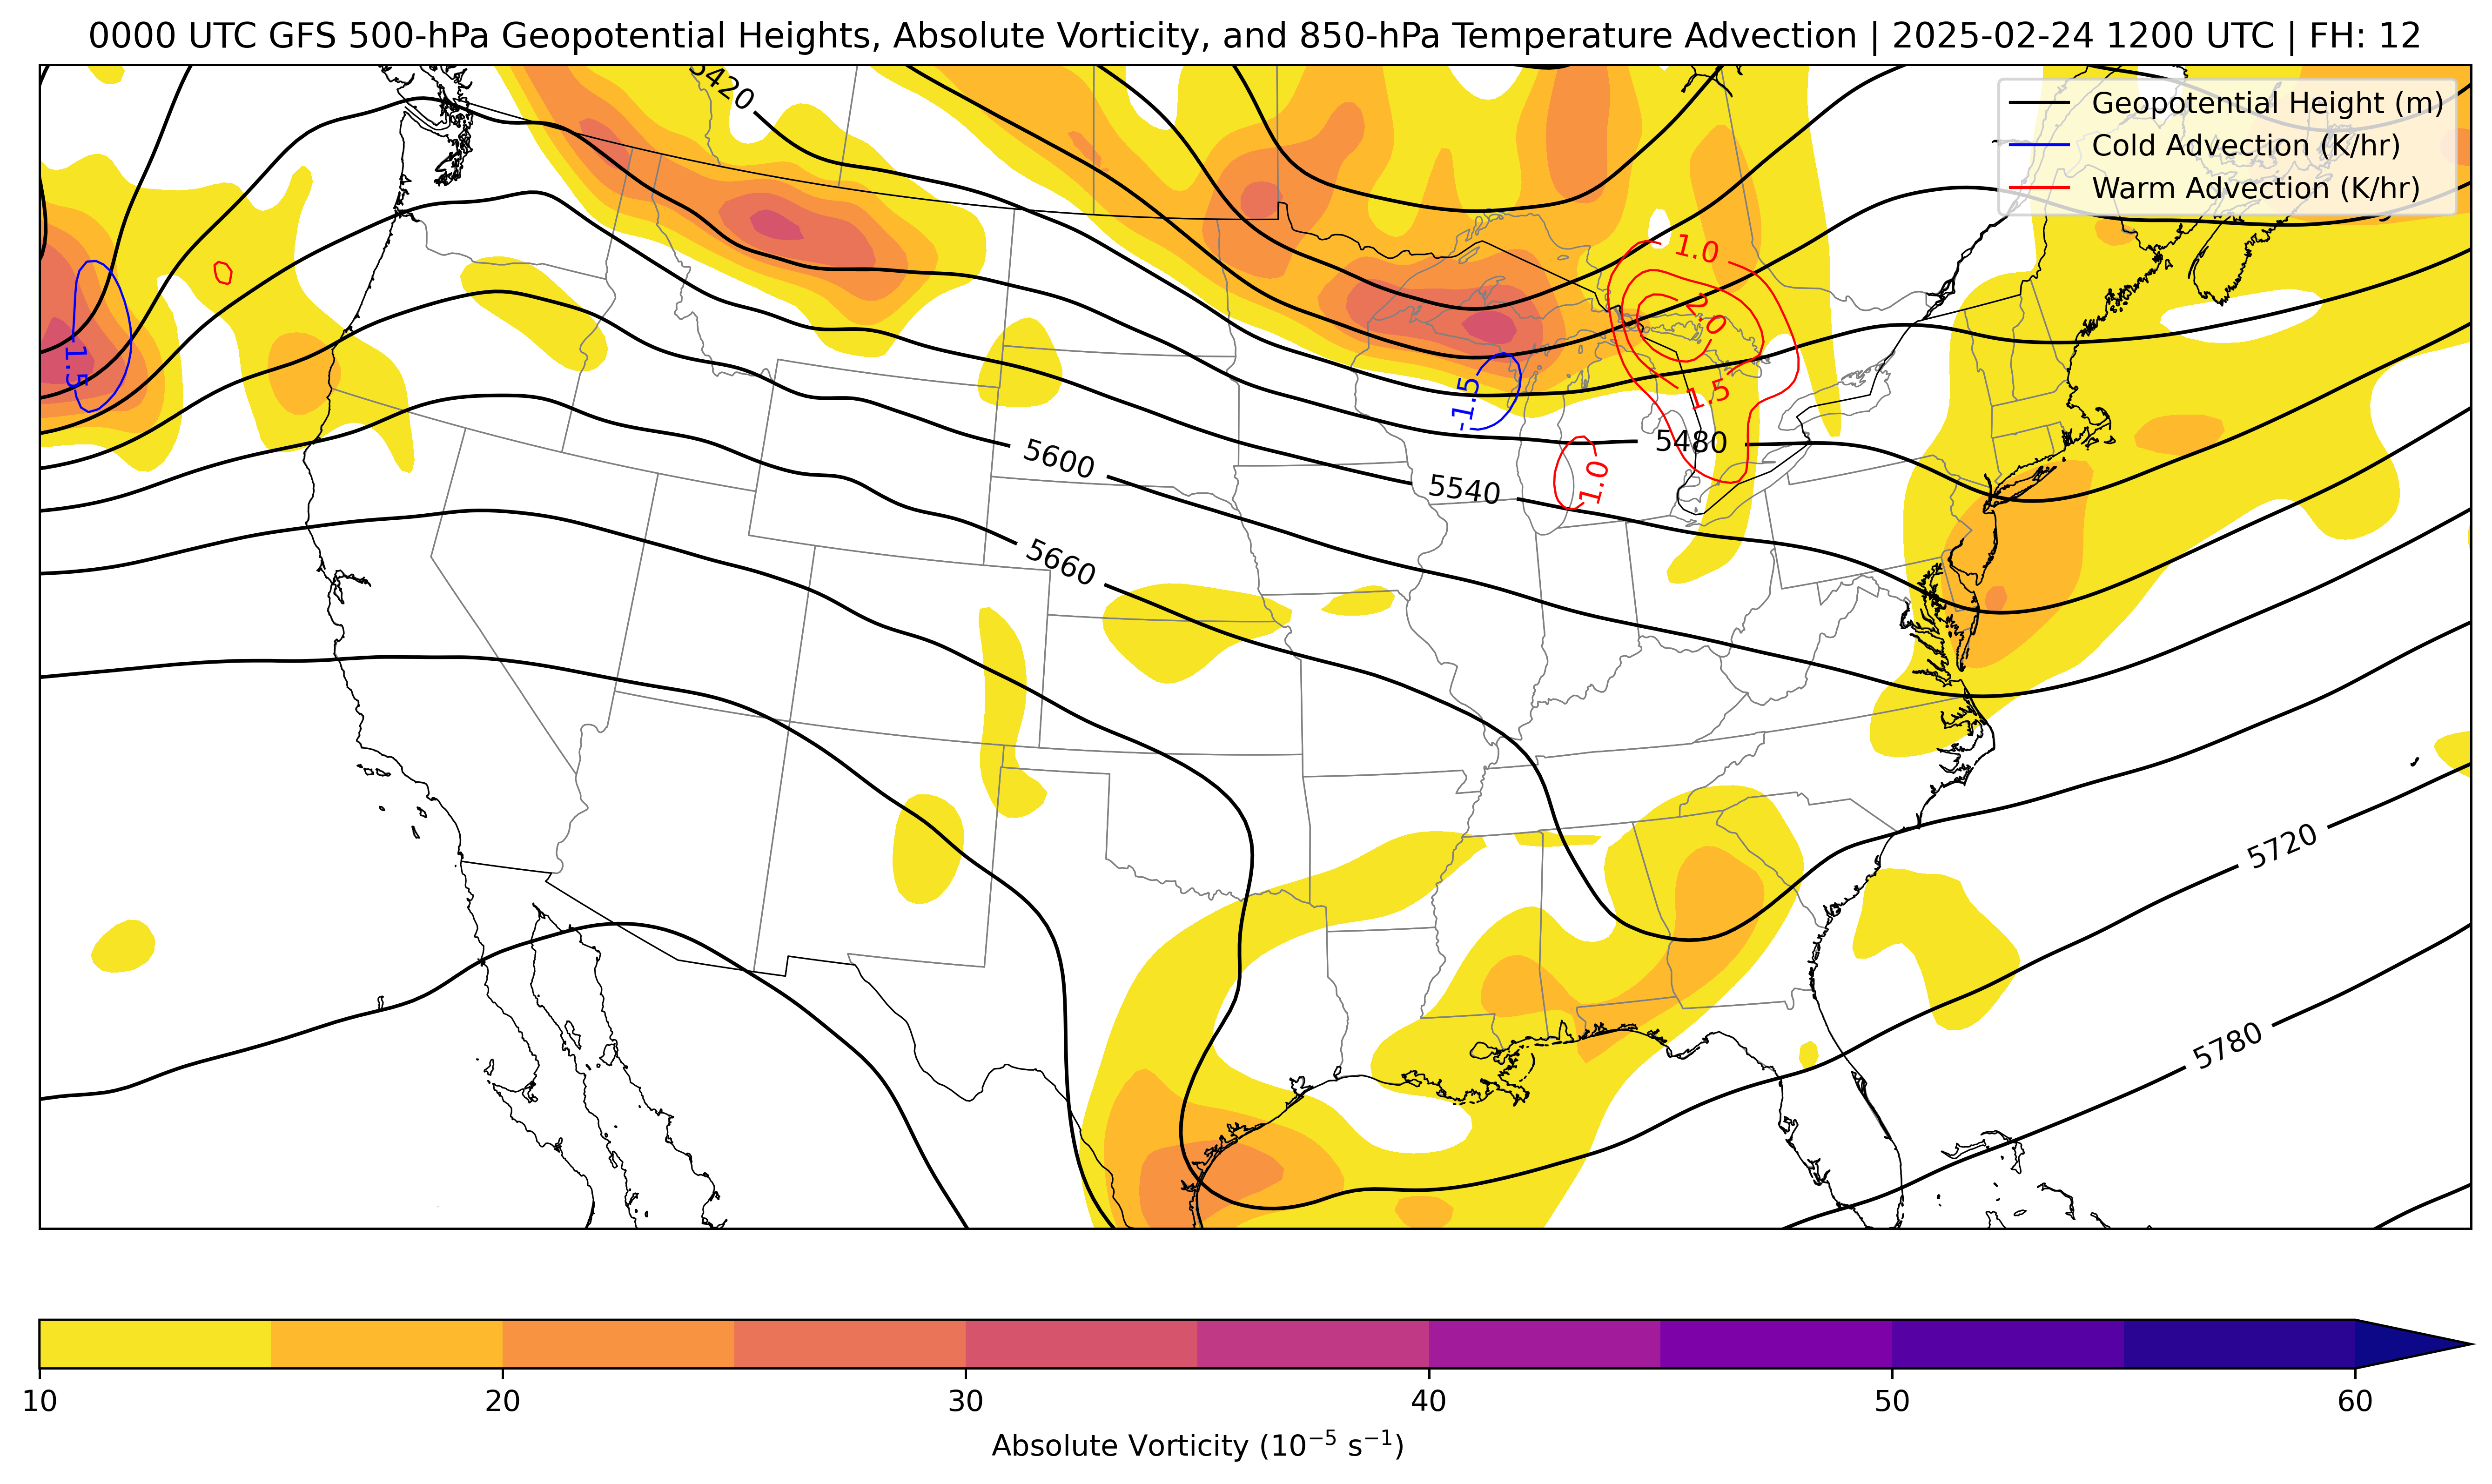 0000 UTC GFS 500-hPa Geopotential Heights, Absolute Vorticity, and 850-hPa Temperature Advection | 2025-02-24 1200 UTC | FH: 12
5420
Geopotential Height (m)
Cold Advection (K/hr)
Warm Advection (K/hr)
1.0
2.0
-1.5
1.5
-1.5
5480
5600
1.0
5540
5660
5720
5780
10 20 30 40 50 60
Absolute Vorticity (10⁻⁵ s⁻¹)